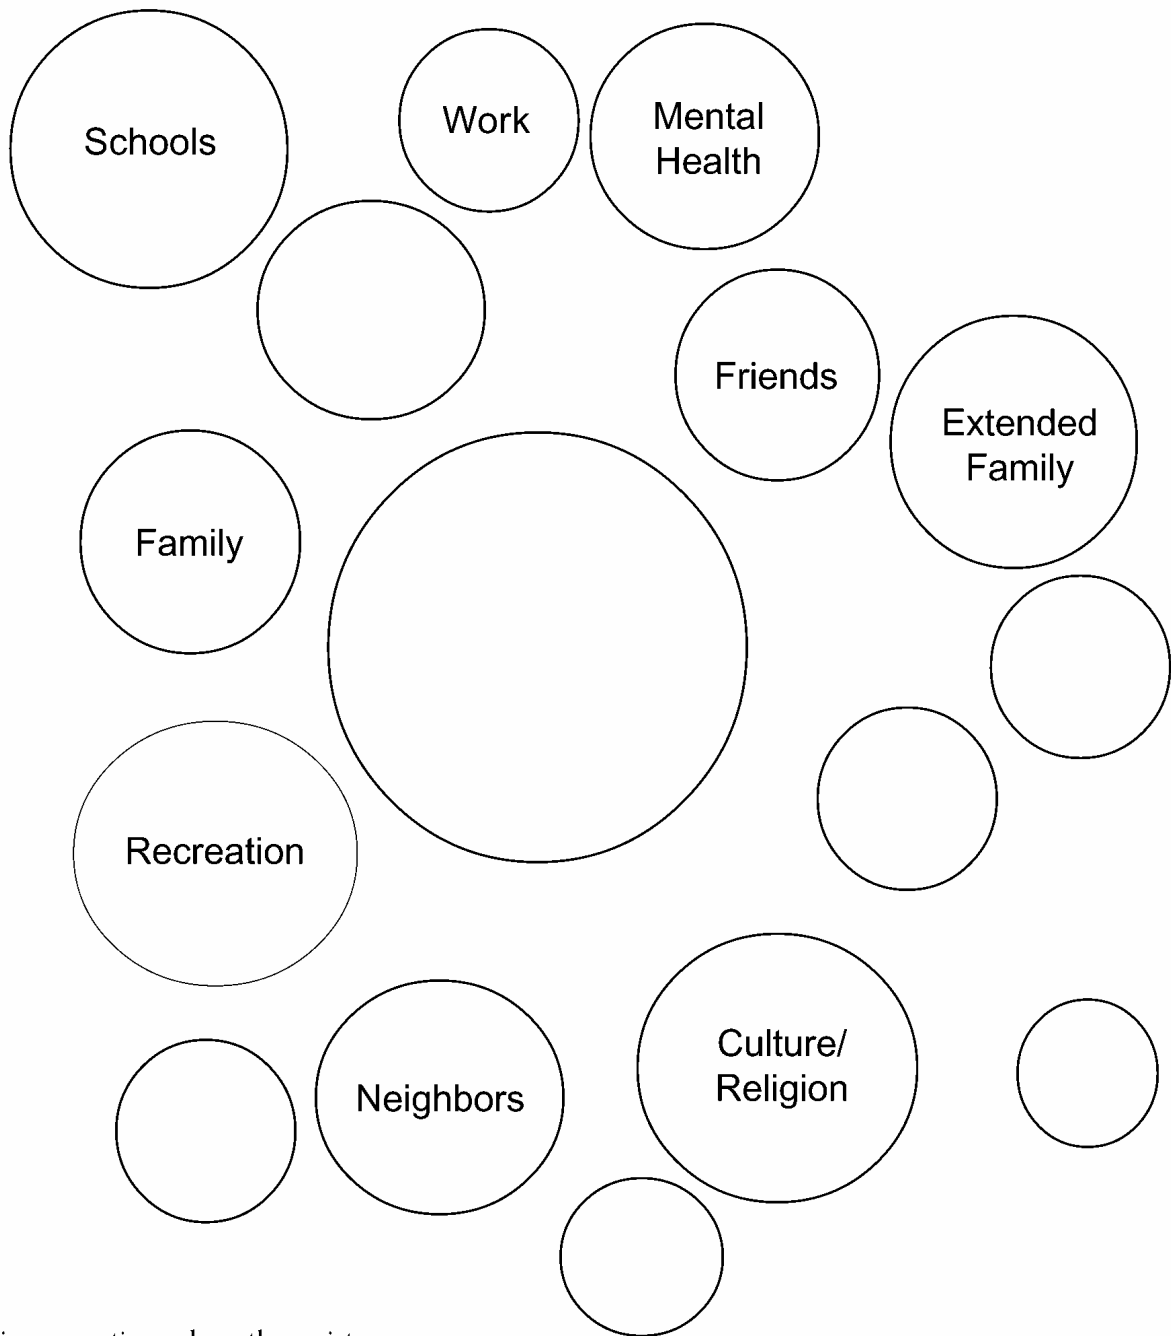 Schools
Work
Mental
Health
Friends
Extended
Family
Family
Recreation
Neighbors
Culture/
Religion